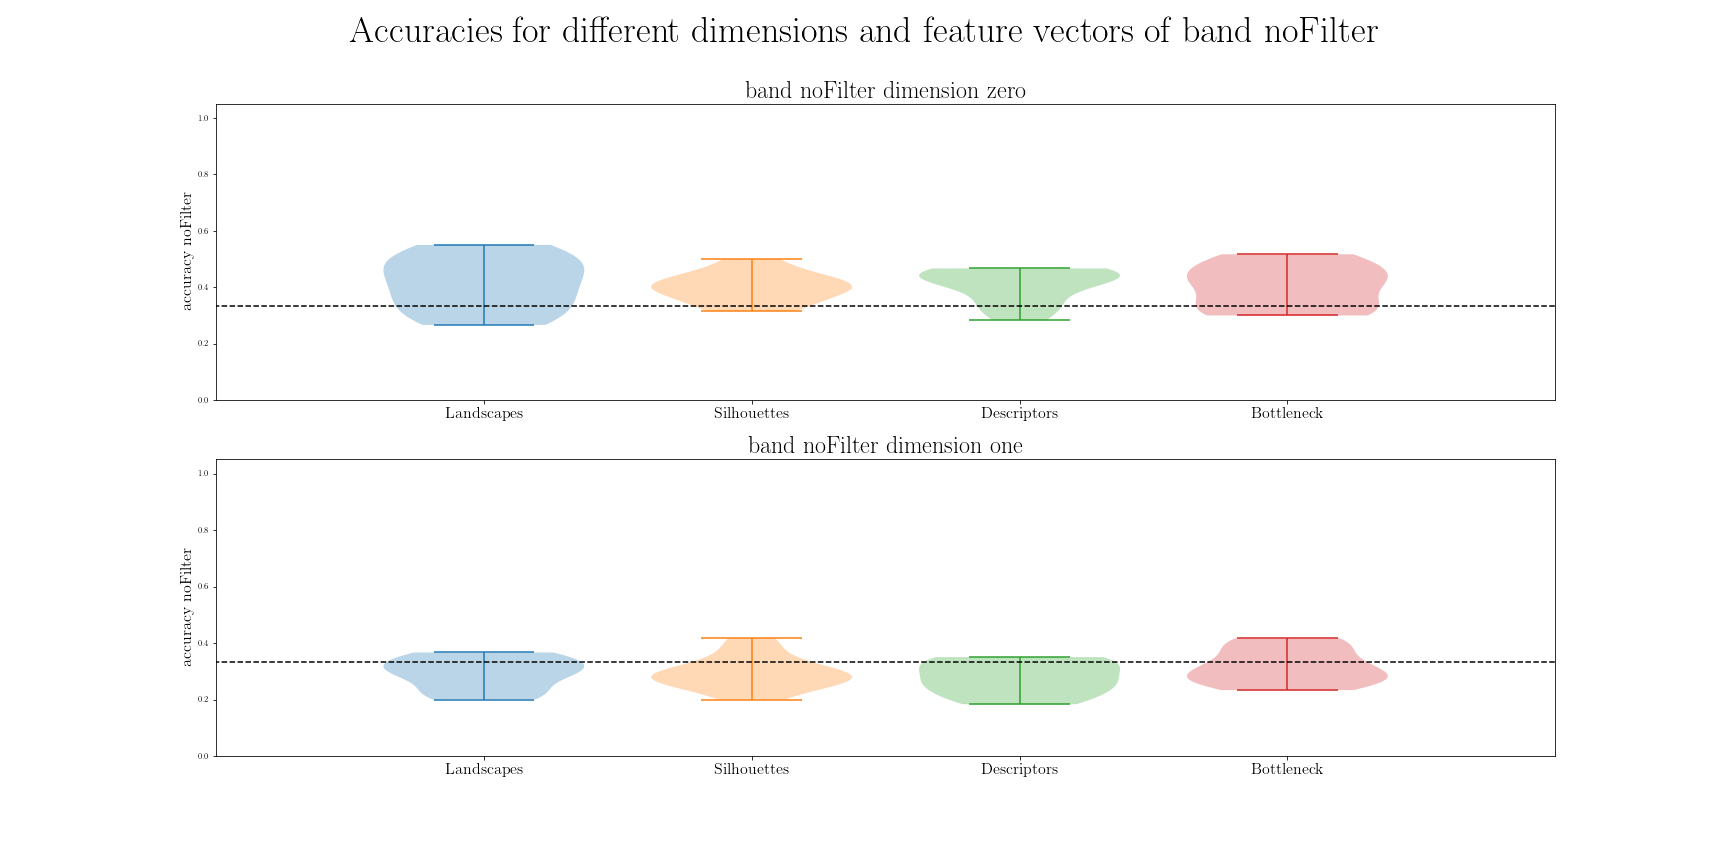 Accuracies for different dimensions and feature vectors of band noFilter
band noFilter dimension zero
accuracy noFilter
1.0
0.8
0.6
0.4
0.2
0.0
Landscapes Silhouettes Descriptors Bottleneck
band noFilter dimension one
accuracy noFilter
1.0
0.8
0.6
0.4
0.2
0.0
Landscapes Silhouettes Descriptors Bottleneck